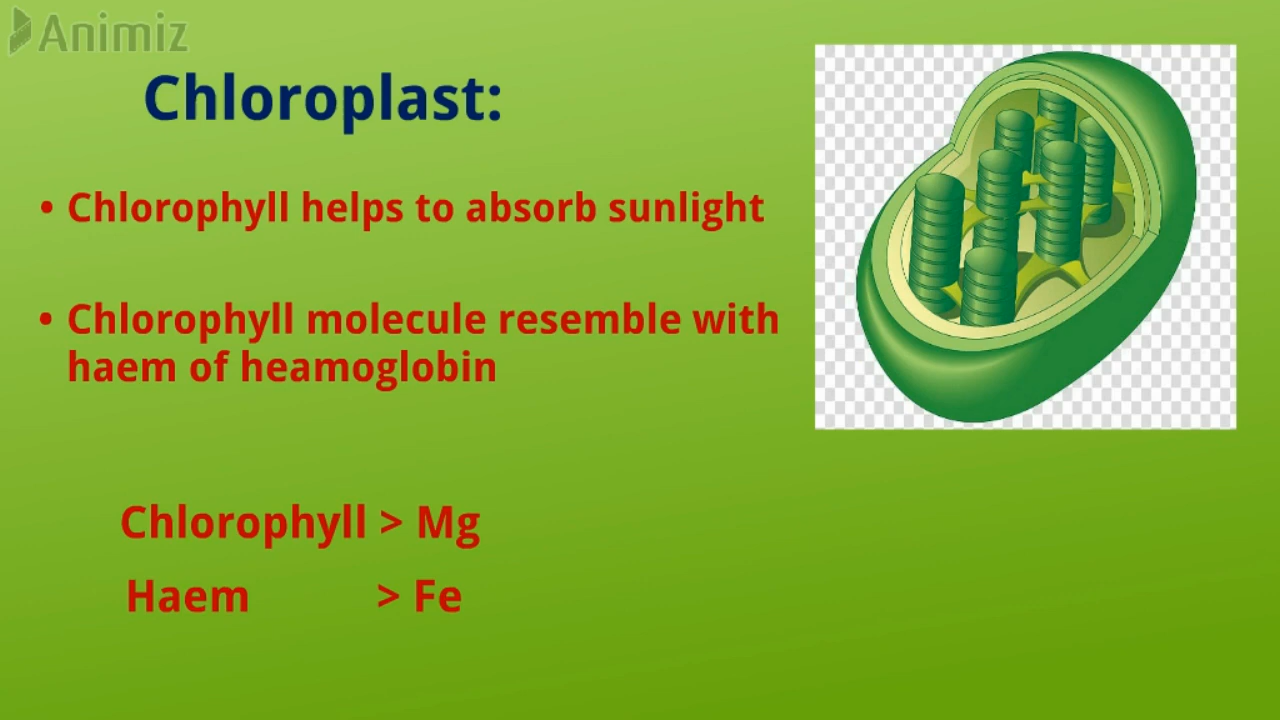 Animiz
Chloroplast:
• Chlorophyll helps to absorb sunlight
• Chlorophyll molecule resemble with
haem of heamoglobin
Chlorophyll > Mg
Haem > Fe